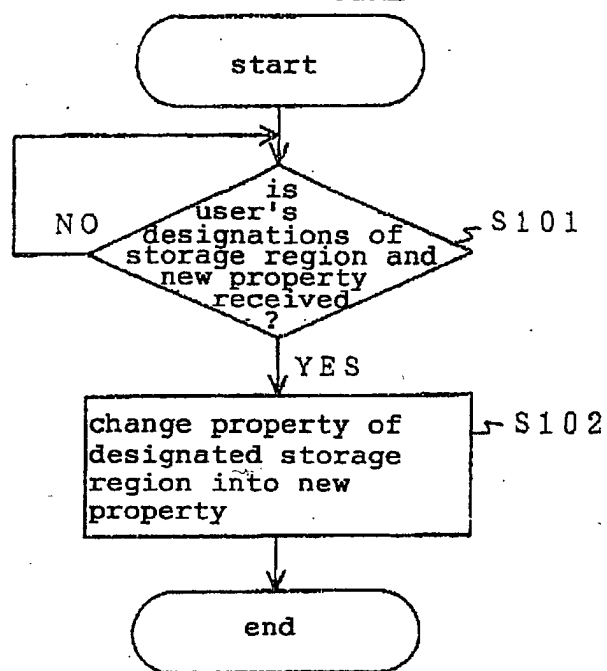 start
is
user's
designations of
storage region and
new property
received
?
NO
S101
YES
change property of
designated storage
region into new
property
S102
end